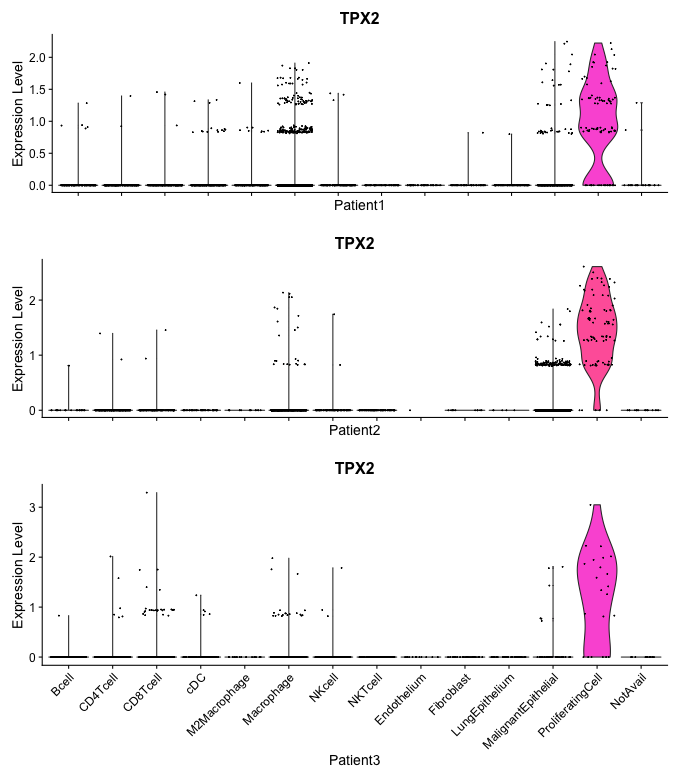 TPX2
Expression Level
2.0
1.5
1.0
0.5
0.0
Patient1
TPX2
Expression Level
2
1
0
Patient2
TPX2
Expression Level
3
2
1
0
Bcell
CD4Tcell
CD8Tcell
cDC
M2Macrophage
Macrophage
NKcell
NKTcell
Endothelium
Fibroblast
LungEpithelium
MalignantEpithelial
ProliferatingCell
NotAvail
Patient3